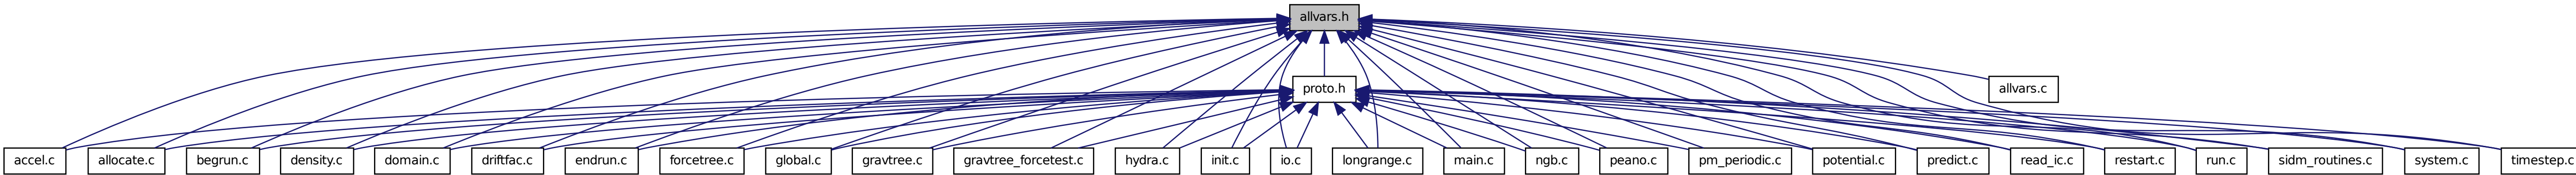 allvars.h
proto.h
allvars.c
accel.c
allocate.c
begrun.c
density.c
domain.c
driftfac.c
endrun.c
forcetree.c
global.c
gravtree.c
gravtree_forcetest.c
hydra.c
init.c
io.c
longrange.c
main.c
ngb.c
peano.c
pm_periodic.c
potential.c
predict.c
read_ic.c
restart.c
run.c
sidm_routines.c
system.c
timestep.c